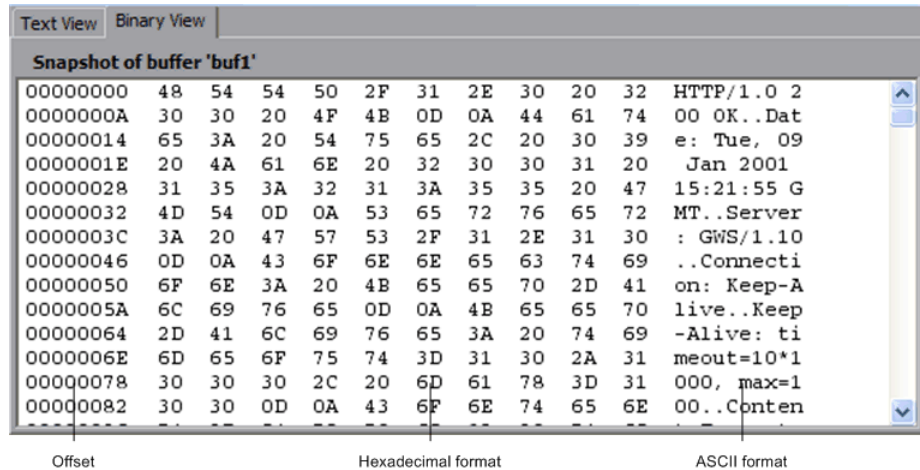 Text View Binary View
Snapshot of buffer 'buf1'
00000000 48 54 54 50 2F 31 2E 30 20 32 HTTP/1.0 2
0000000A 30 30 20 4F 4B 0D 0A 44 61 74 00 OK..Dat
00000014 65 3A 20 54 75 65 2C 20 30 39 e: Tue, 09
0000001E 20 4A 61 6E 20 32 30 30 31 20 Jan 2001
00000028 31 35 3A 32 31 3A 35 35 20 47 15:21:55 G
00000032 4D 54 0D 0A 53 65 72 76 65 72 MT..Server
0000003C 3A 20 47 57 53 2F 31 2E 31 30 : GWS/1.10
00000046 0D 0A 43 6F 6E 6E 65 63 74 69 ..Connecti
00000050 6F 6E 3A 20 4B 65 65 70 2D 41 on: Keep-A
0000005A 6C 69 76 65 0D 0A 4B 65 65 70 live..Keep
00000064 2D 41 6C 69 76 65 3A 20 74 69 -Alive: ti
0000006E 6D 65 6F 75 74 3D 31 30 2A 31 meout=10*1
00000078 30 30 30 2C 20 6D 61 78 3D 31 000, max=1
00000082 30 30 0D 0A 43 6F 6E 74 65 6E 00..Conten
Offset Hexadecimal format ASCII format